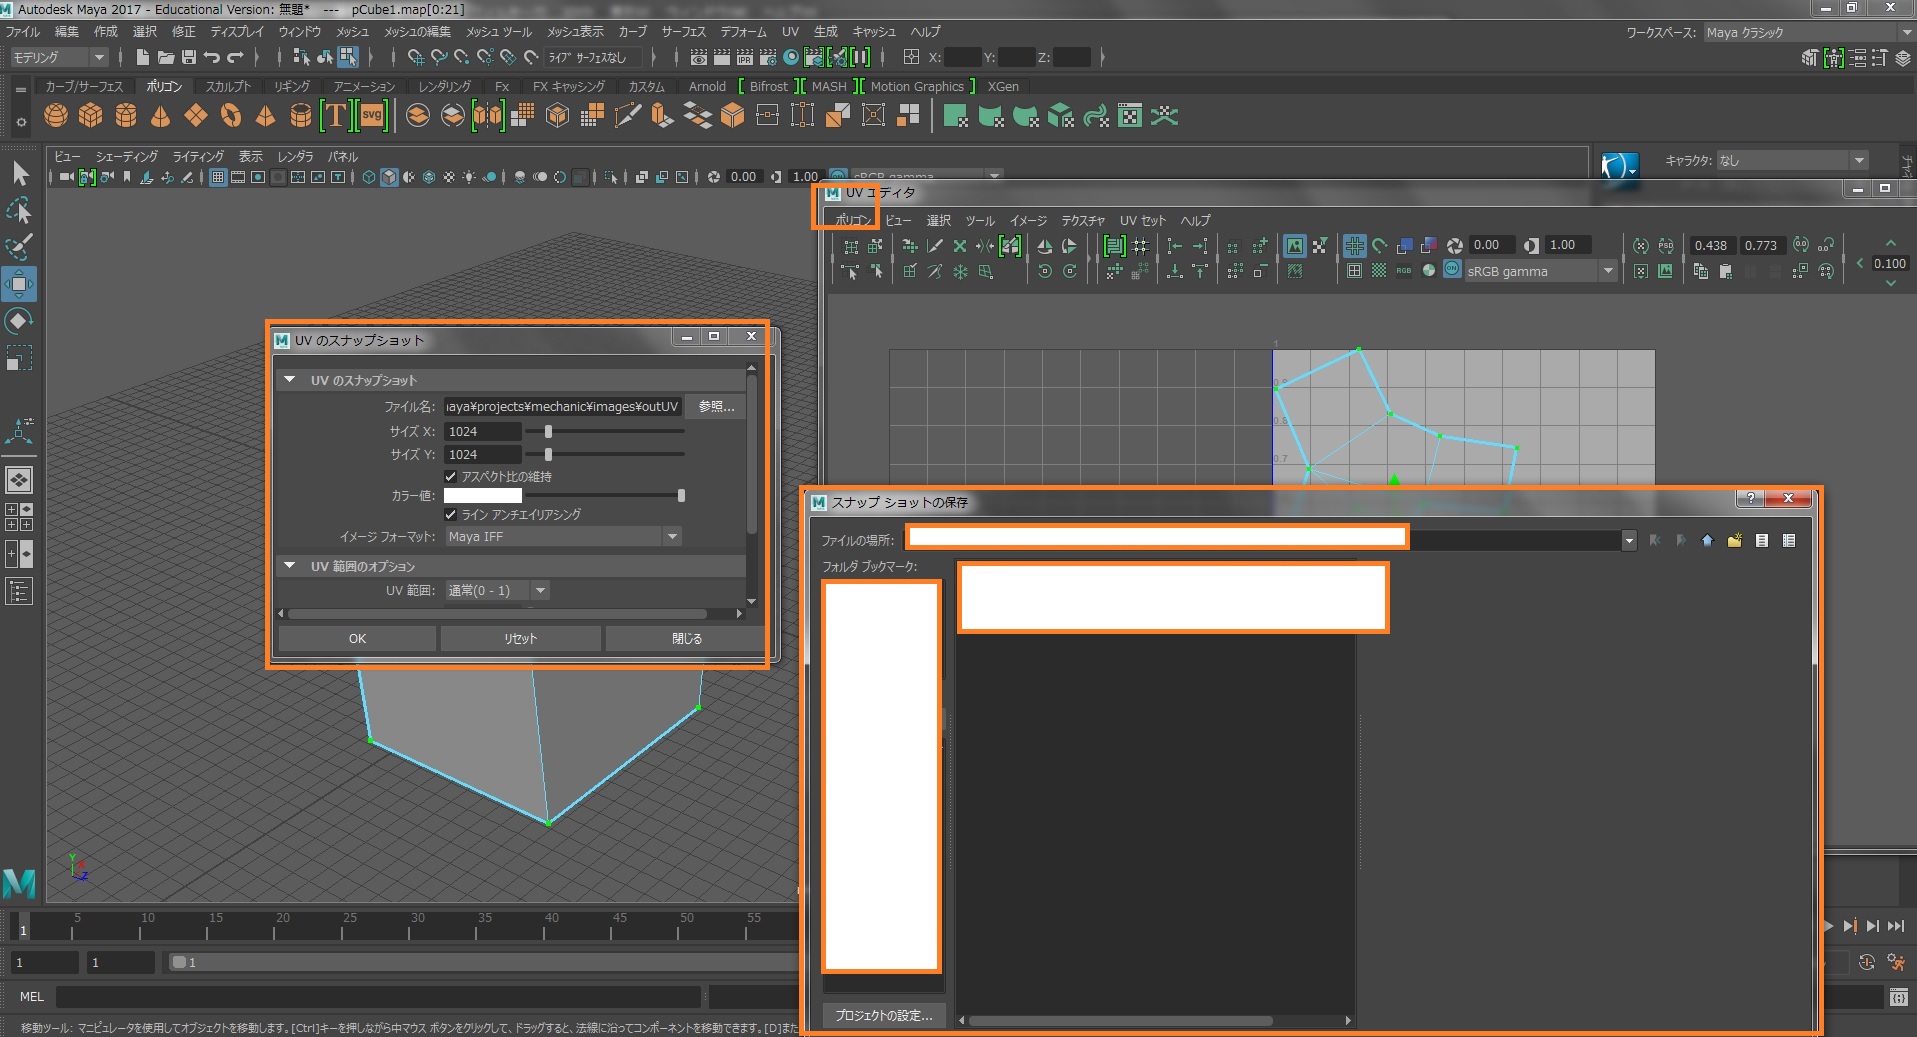 Autodesk Maya 2017 - Educational Version: 無題*   ---   pCube1.map[0:21]
ファイル 編集 作成 選択 修正 ディスプレイ ウィンドウ メッシュ メッシュの編集 メッシュ ツール メッシュ表示 カーブ サーフェス デフォーム UV 生成 キャッシュ ヘルプ
ワークスペース: Maya クラシック
モデリング ライブ サーフェスなし IPR X: Y: Z:
カーブ/サーフェス ポリゴン スカルプト リギング アニメーション レンダリング Fx FX キャッシング カスタム Arnold Bifrost MASH Motion Graphics XGen
T SVG
ビュー シェーディング ライティング 表示 レンダラ パネル
キャラクタ: なし
0.00 1.00 sRGB gamma
UV エディタ
ポリゴン ビュー 選択 ツール イメージ テクスチャ UV セット ヘルプ
0.00 1.00 PSD 0.438 0.773
RGB ON sRGB gamma 0.100
1
0.9
0.8
0.7
UV のスナップショット
UV のスナップショット
ファイル名: ıaya¥projects¥mechanic¥images¥outUV 参照...
サイズ X: 1024
サイズ Y: 1024
アスペクト比の維持
カラー値:
ライン アンチエイリアシング
イメージ フォーマット: Maya IFF
UV 範囲のオプション
UV 範囲: 通常(0 - 1)
OK リセット 閉じる
スナップ ショットの保存
ファイルの場所:
フォルダ ブックマーク:
プロジェクトの設定...
Y
Z
5 10 15 20 25 30 35 40 45 50 55
1
1 1 1
MEL
移動ツール: マニピュレータを使用してオブジェクトを移動します。[Ctrl]キーを押しながら中マウス ボタンをクリックして、ドラッグすると、法線に沿ってコンポーネントを移動できます。[D]また